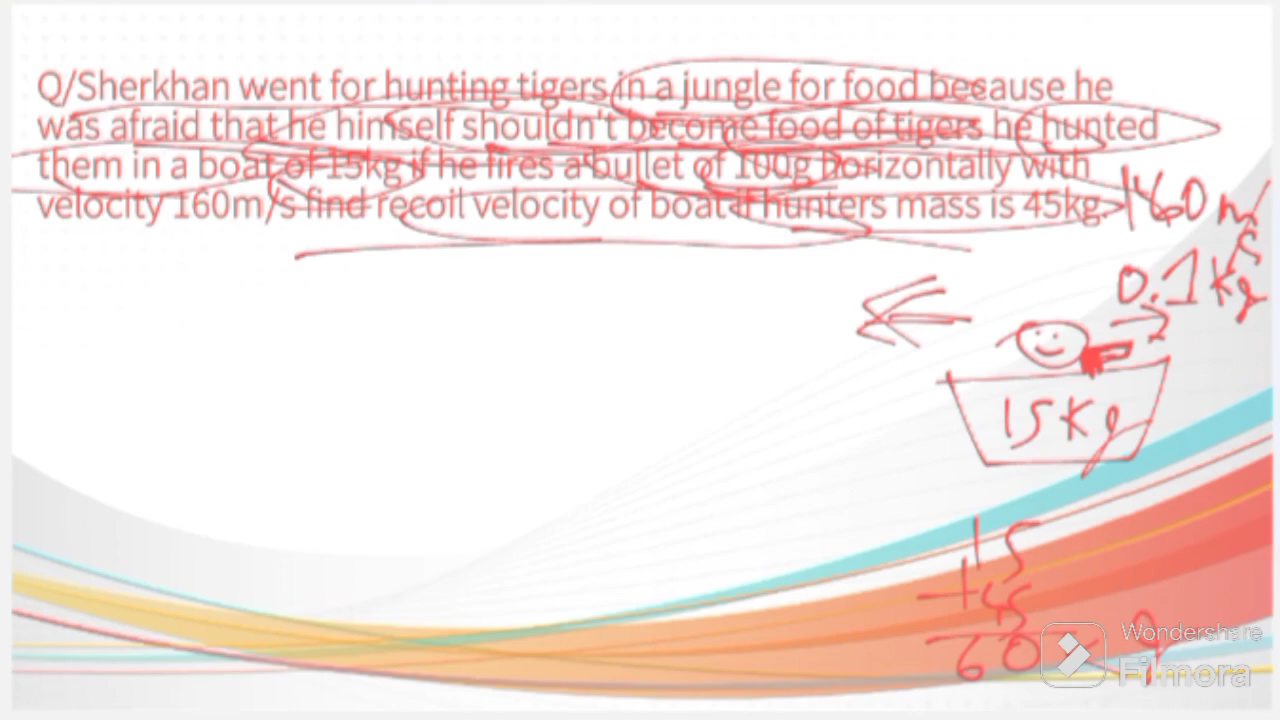 Q/Sherkhan went for hunting tigers in a jungle for food because he
was afraid that he himself shouldn't become food of tigers he hunted
them in a boat of 15kg if he fires a bullet of 100g horizontally with
velocity 160m/s find recoil velocity of boat if hunters mass is 45kg.
160 m/s
0.1 kg
15 kg
15
+45
60 kg
Wondershare
Filmora